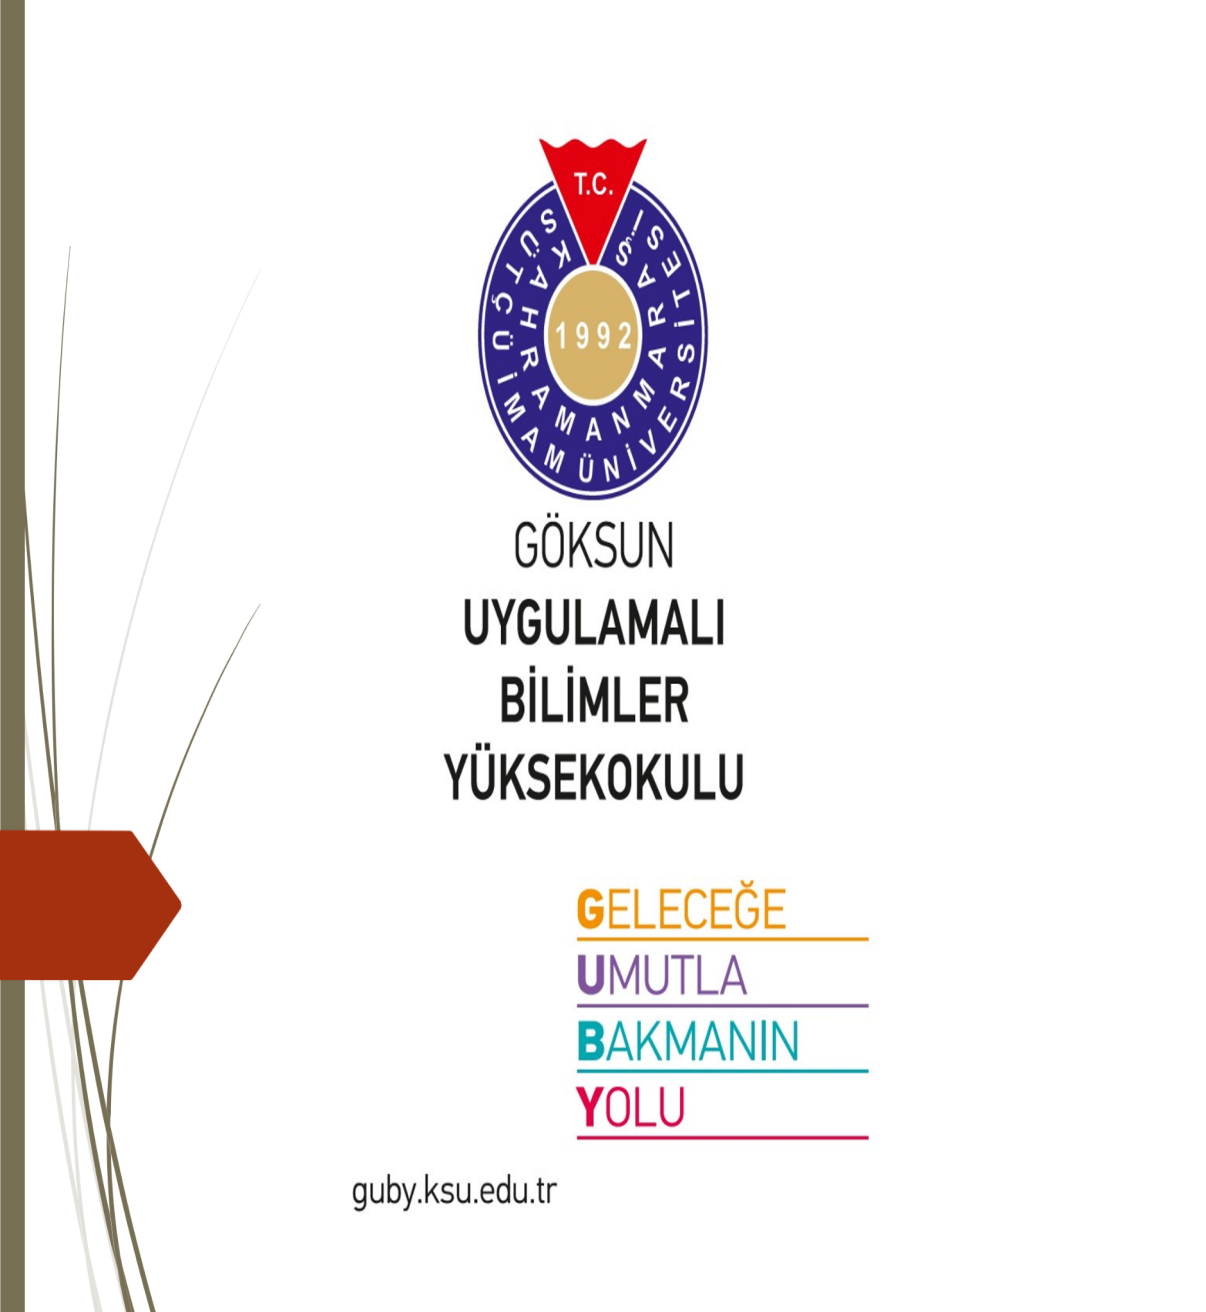 T.C.
KAHRAMANMARAŞ
SÜTÇÜ İMAM ÜNİVERSİTESİ
1992
GÖKSUN
UYGULAMALI
BİLİMLER
YÜKSEKOKULU
GELECEĞE
UMUTLA
BAKMANIN
YOLU
guby.ksu.edu.tr